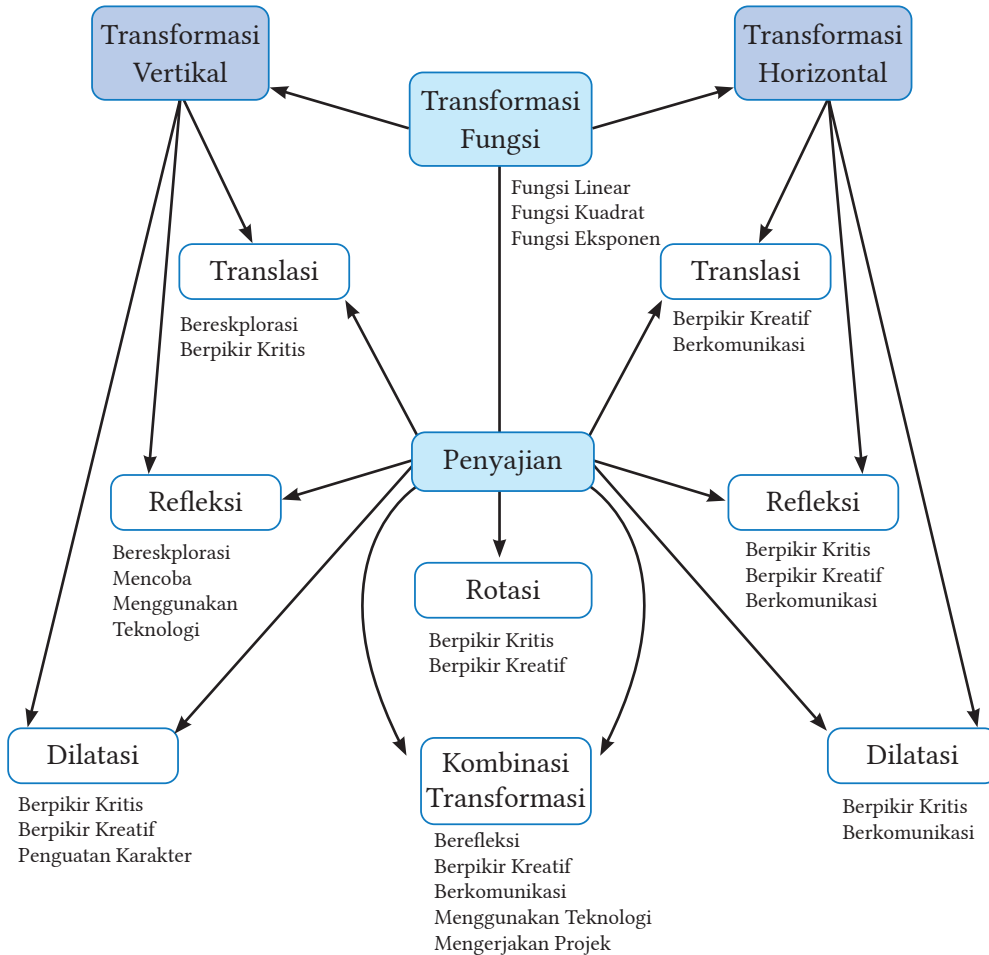 Transformasi
Vertikal
Transformasi
Horizontal
Transformasi
Fungsi
Fungsi Linear
Fungsi Kuadrat
Fungsi Eksponen
Translasi
Bereskplorasi
Berpikir Kritis
Translasi
Berpikir Kreatif
Berkomunikasi
Penyajian
Refleksi
Bereskplorasi
Mencoba
Menggunakan
Teknologi
Refleksi
Berpikir Kritis
Berpikir Kreatif
Berkomunikasi
Rotasi
Berpikir Kritis
Berpikir Kreatif
Dilatasi
Berpikir Kritis
Berpikir Kreatif
Penguatan Karakter
Kombinasi
Transformasi
Berefleksi
Berpikir Kreatif
Berkomunikasi
Menggunakan Teknologi
Mengerjakan Projek
Dilatasi
Berpikir Kritis
Berkomunikasi